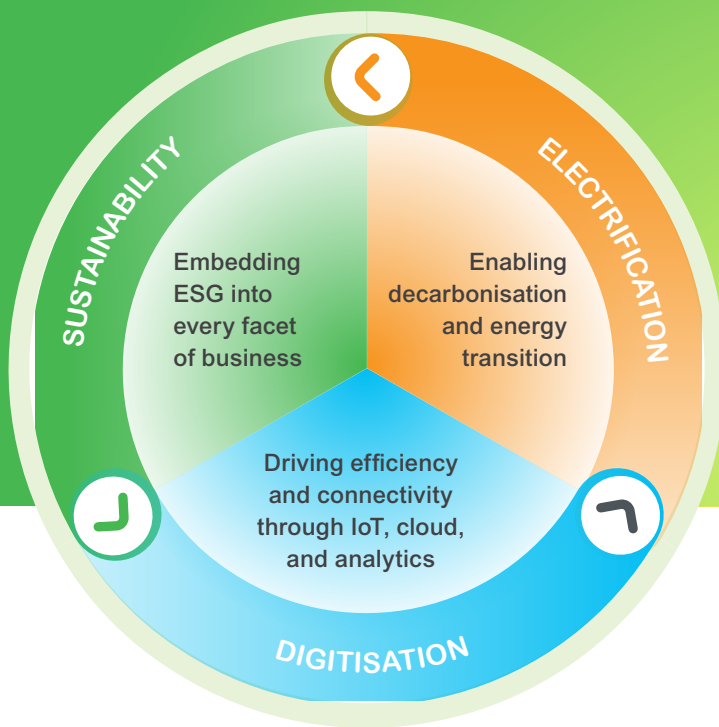 SUSTAINABILITY
Embedding
ESG into
every facet
of business
ELECTRIFICATION
Enabling
decarbonisation
and energy
transition
Driving efficiency
and connectivity
through IoT, cloud,
and analytics
DIGITISATION